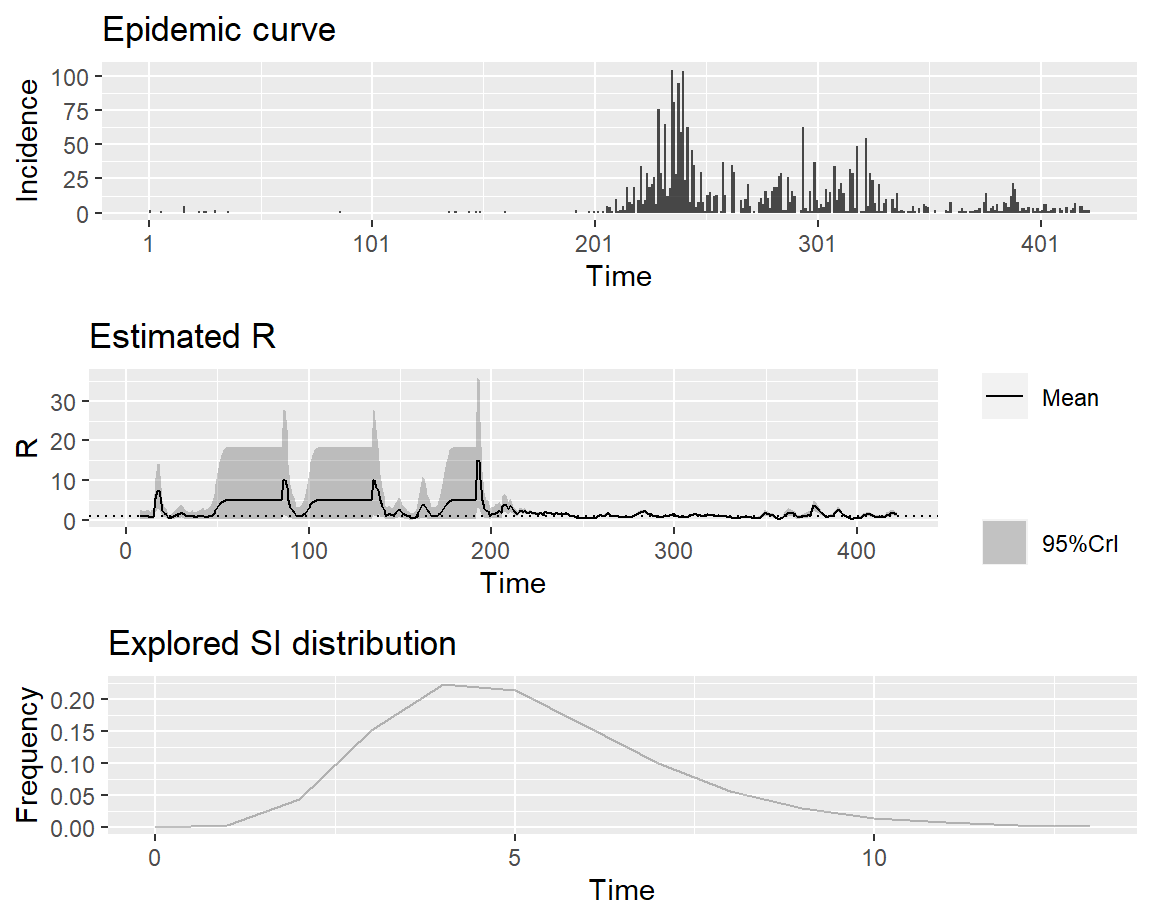 Epidemic curve
Incidence
100
75
50
25
0
1
101
201
301
401
Time
Estimated R
R
30
20
10
0
0
100
200
300
400
Time
Mean
95%CrI
Explored SI distribution
Frequency
0.20
0.15
0.10
0.05
0.00
0
5
10
Time